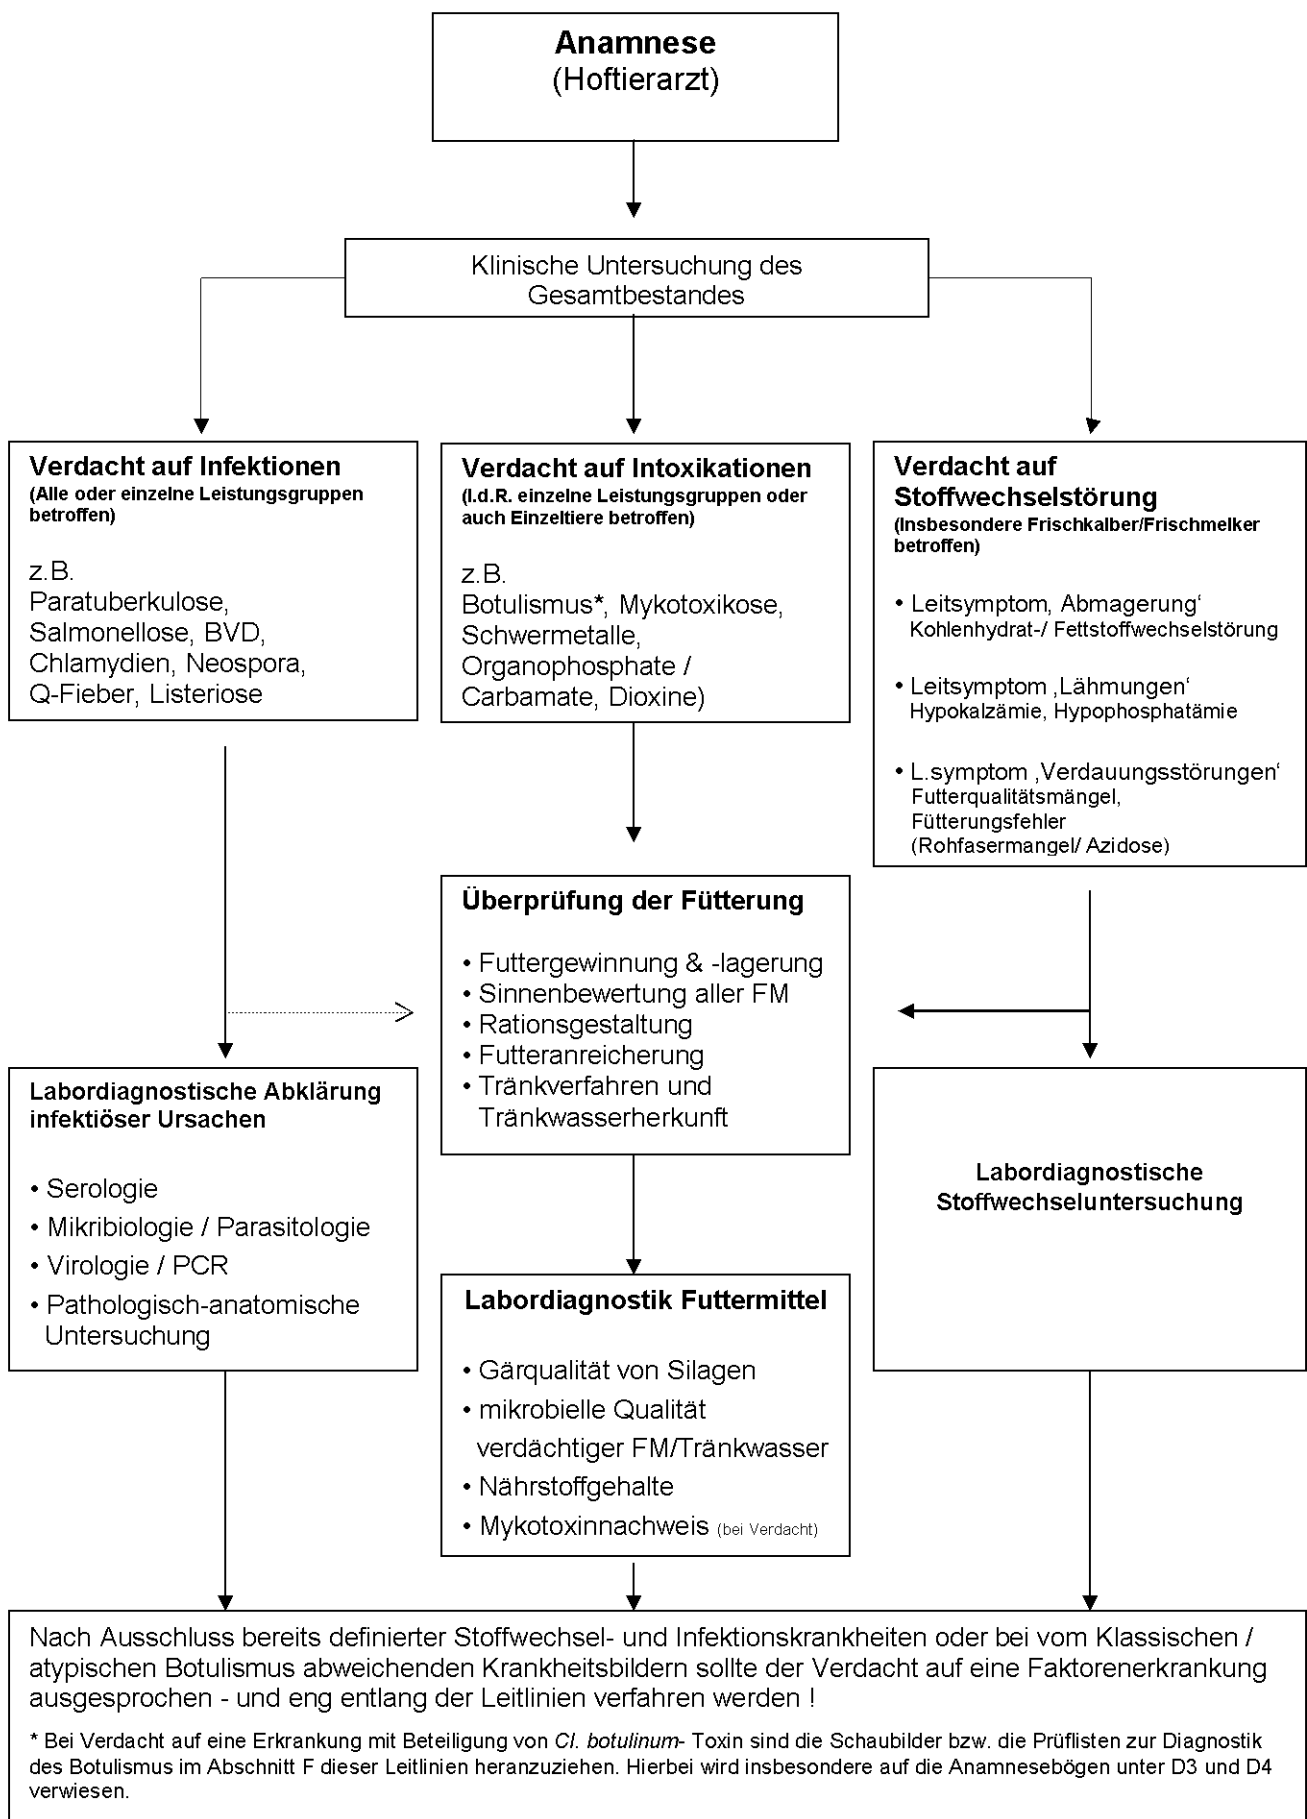 Anamnese
(Hoftierarzt)
Klinische Untersuchung des
Gesamtbestandes
Verdacht auf Infektionen
(Alle oder einzelne Leistungsgruppen
betroffen)
z.B.
Paratuberkulose,
Salmonellose, BVD,
Chlamydien, Neospora,
Q-Fieber, Listeriose
Verdacht auf Intoxikationen
(I.d.R. einzelne Leistungsgruppen oder
auch Einzeltiere betroffen)
z.B.
Botulismus*, Mykotoxikose,
Schwermetalle,
Organophosphate /
Carbamate, Dioxine)
Verdacht auf
Stoffwechselstörung
(Insbesondere Frischkalber/Frischmelker
betroffen)
• Leitsymptom‚ Abmagerung‘
Kohlenhydrat-/ Fettstoffwechselstörung
• Leitsymptom ‚Lähmungen‘
Hypokalzämie, Hypophosphatämie
• L.symptom ‚Verdauungsstörungen‘
Futterqualitätsmängel,
Fütterungsfehler
(Rohfasermangel/ Azidose)
Überprüfung der Fütterung
• Futtergewinnung & -lagerung
• Sinnenbewertung aller FM
• Rationsgestaltung
• Futteranreicherung
• Tränkverfahren und
Tränkwasserherkunft
Labordiagnostische Abklärung
infektiöser Ursachen
• Serologie
• Mikribiologie / Parasitologie
• Virologie / PCR
• Pathologisch-anatomische
Untersuchung
Labordiagnostische
Stoffwechseluntersuchung
Labordiagnostik Futtermittel
• Gärqualität von Silagen
• mikrobielle Qualität
verdächtiger FM/Tränkwasser
• Nährstoffgehalte
• Mykotoxinnachweis (bei Verdacht)
Nach Ausschluss bereits definierter Stoffwechsel- und Infektionskrankheiten oder bei vom Klassischen /
atypischen Botulismus abweichenden Krankheitsbildern sollte der Verdacht auf eine Faktorenerkrankung
ausgesprochen - und eng entlang der Leitlinien verfahren werden !
* Bei Verdacht auf eine Erkrankung mit Beteiligung von Cl. botulinum- Toxin sind die Schaubilder bzw. die Prüflisten zur Diagnostik
des Botulismus im Abschnitt F dieser Leitlinien heranzuziehen. Hierbei wird insbesondere auf die Anamnesebögen unter D3 und D4
verwiesen.